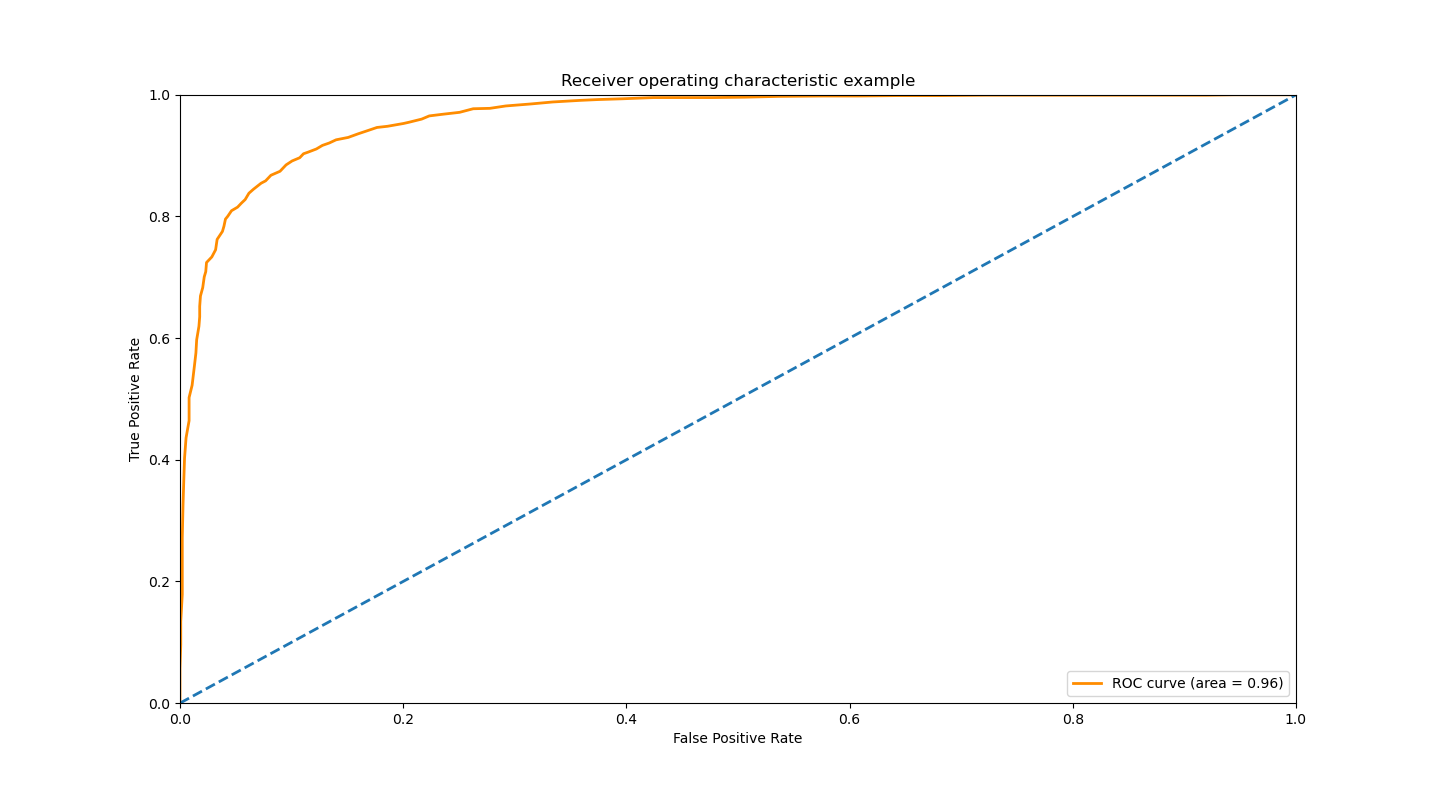 Receiver operating characteristic example
1.0
0.8
0.6
0.4
0.2
0.0
True Positive Rate
ROC curve (area = 0.96)
0.0 0.2 0.4 0.6 0.8 1.0
False Positive Rate